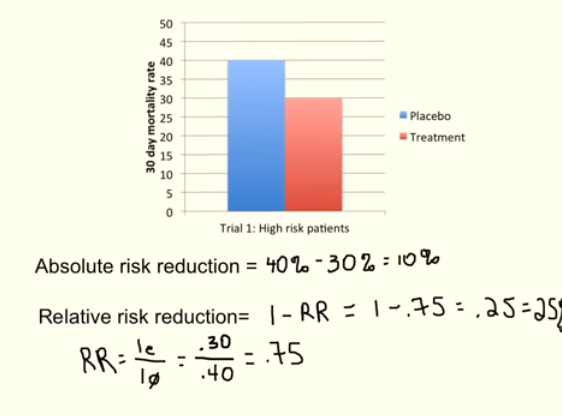 50
45
40
35
30
25
20
15
10
5
0
30 day mortality rate
Placebo
Treatment
Trial 1: High risk patients
Absolute risk reduction = 40% - 30% = 10%
Relative risk reduction= 1 - RR = 1 - .75 = .25 = 25%
RR = Ie/Iø = .30/.40 = .75